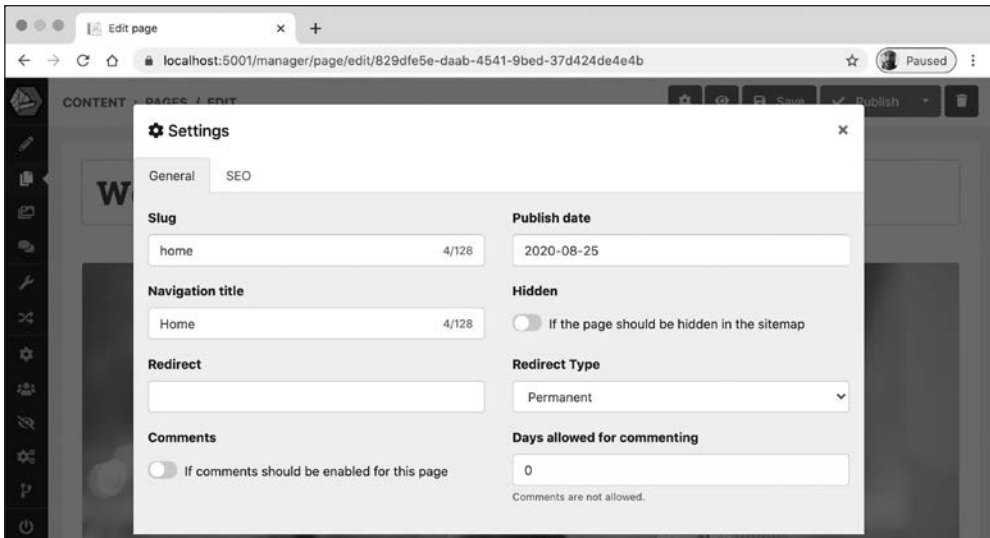 Edit page
localhost:5001/manager/page/edit/829dfe5e-daab-4541-9bed-37d424de4e4b
Paused
CONTENT / PAGES / EDIT
Save
Publish
Settings
General SEO
Slug
home 4/128
Publish date
2020-08-25
Navigation title
Home 4/128
Hidden
If the page should be hidden in the sitemap
Redirect
Redirect Type
Permanent
Comments
If comments should be enabled for this page
Days allowed for commenting
0
Comments are not allowed.